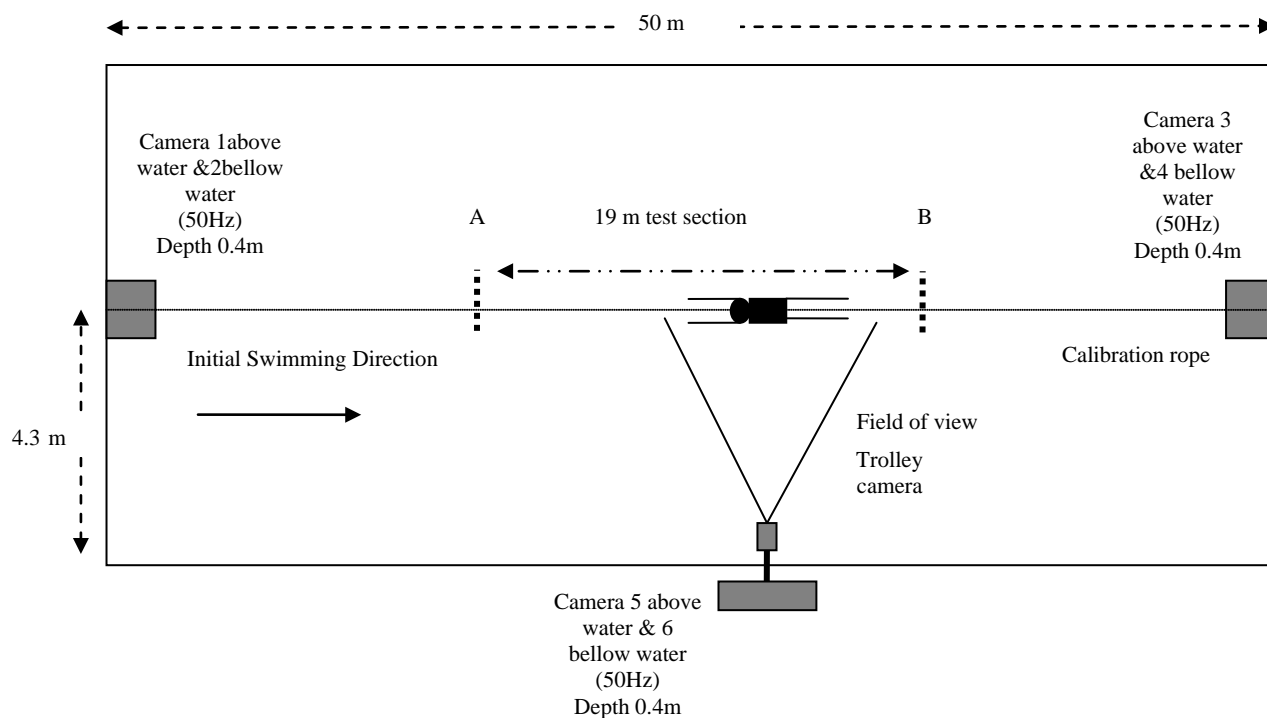 50 m
Camera 1above
water &2bellow
water
(50Hz)
Depth 0.4m
Camera 3
above water
&4 bellow
water
(50Hz)
Depth 0.4m
A
19 m test section
B
Initial Swimming Direction
Calibration rope
4.3 m
Field of view
Trolley
camera
Camera 5 above
water & 6
bellow water
(50Hz)
Depth 0.4m